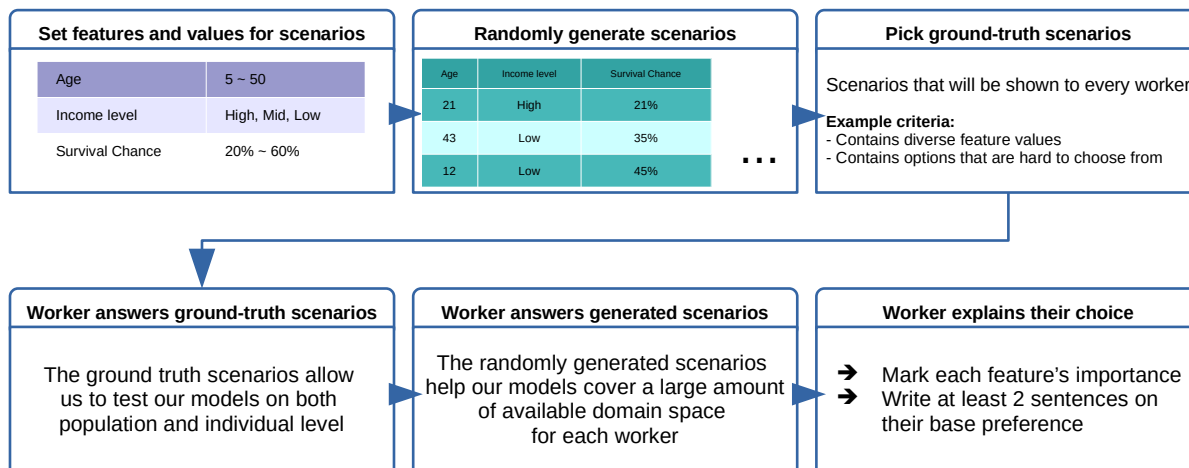 Set features and values for scenarios
Age 5 ~ 50
Income level High, Mid, Low
Survival Chance 20% ~ 60%
Randomly generate scenarios
Age Income level Survival Chance
21 High 21%
43 Low 35%
12 Low 45%
...
Pick ground-truth scenarios
Scenarios that will be shown to every worker
Example criteria:
- Contains diverse feature values
- Contains options that are hard to choose from
Worker answers ground-truth scenarios
The ground truth scenarios allow
us to test our models on both
population and individual level
Worker answers generated scenarios
The randomly generated scenarios
help our models cover a large amount
of available domain space
for each worker
Worker explains their choice
➔ Mark each feature's importance
➔ Write at least 2 sentences on
their base preference